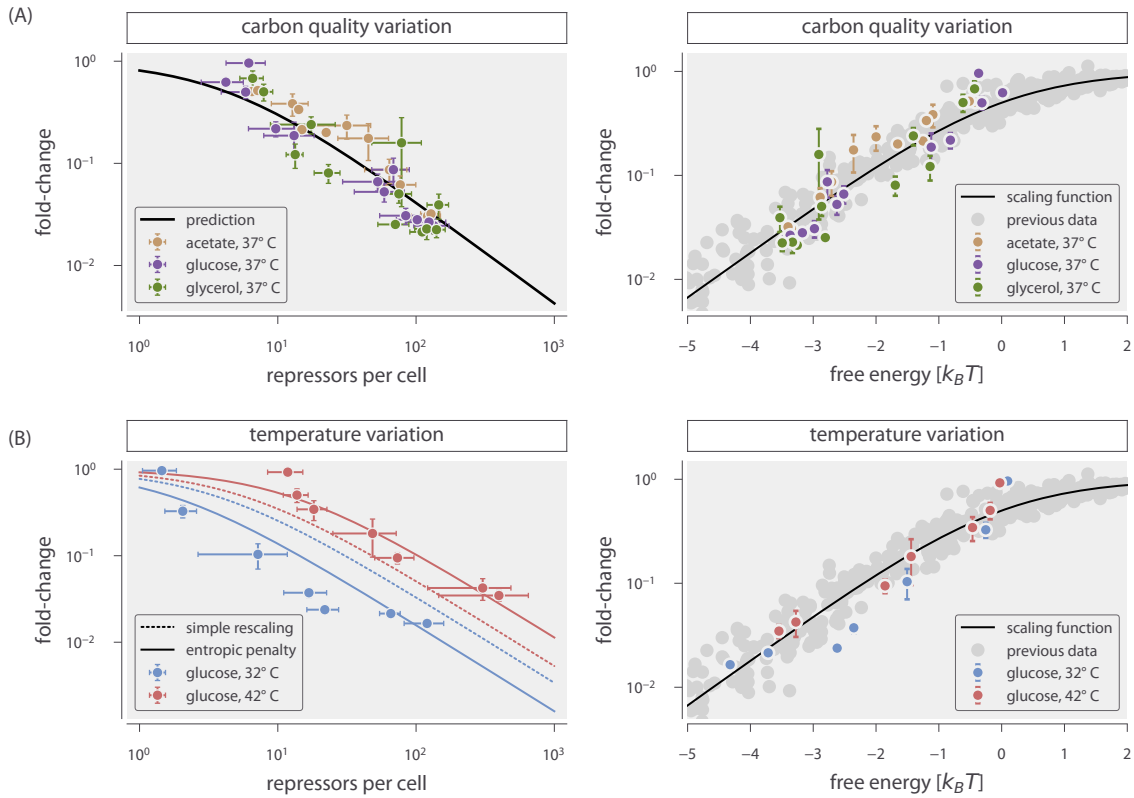 (A)
carbon quality variation
fold-change
10⁰
10⁻¹
10⁻²
prediction
acetate, 37° C
glucose, 37° C
glycerol, 37° C
10⁰ 10¹ 10² 10³
repressors per cell
carbon quality variation
fold-change
10⁰
10⁻¹
10⁻²
scaling function
previous data
acetate, 37° C
glucose, 37° C
glycerol, 37° C
−5 −4 −3 −2 −1 0 1 2
free energy [k_BT]
(B)
temperature variation
fold-change
10⁰
10⁻¹
10⁻²
simple rescaling
entropic penalty
glucose, 32° C
glucose, 42° C
10⁰ 10¹ 10² 10³
repressors per cell
temperature variation
fold-change
10⁰
10⁻¹
10⁻²
scaling function
previous data
glucose, 32° C
glucose, 42° C
−5 −4 −3 −2 −1 0 1 2
free energy [k_BT]